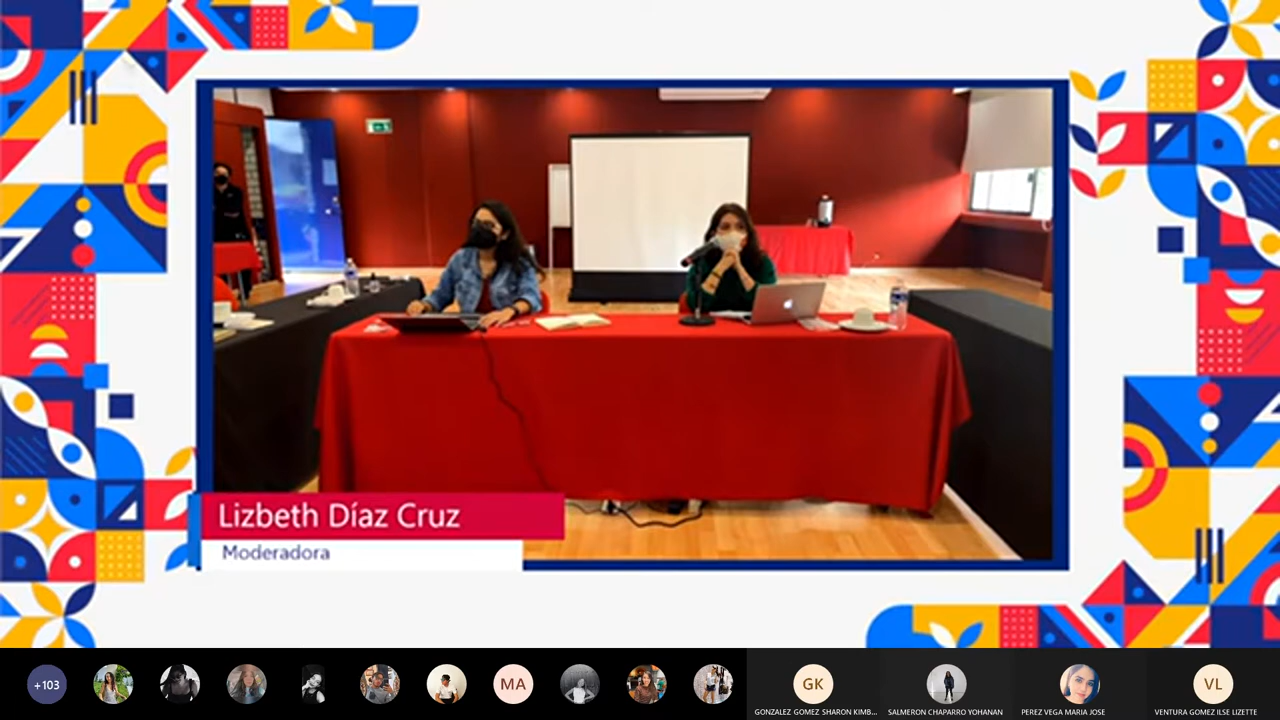 Lizbeth Díaz Cruz
Moderadora
+103
MA
GK
VL
GONZALEZ GOMEZ SHARON KIMB...
SALMERON CHAPARRO YOHANAN
PEREZ VEGA MARIA JOSE
VENTURA GOMEZ ILSE LIZETTE